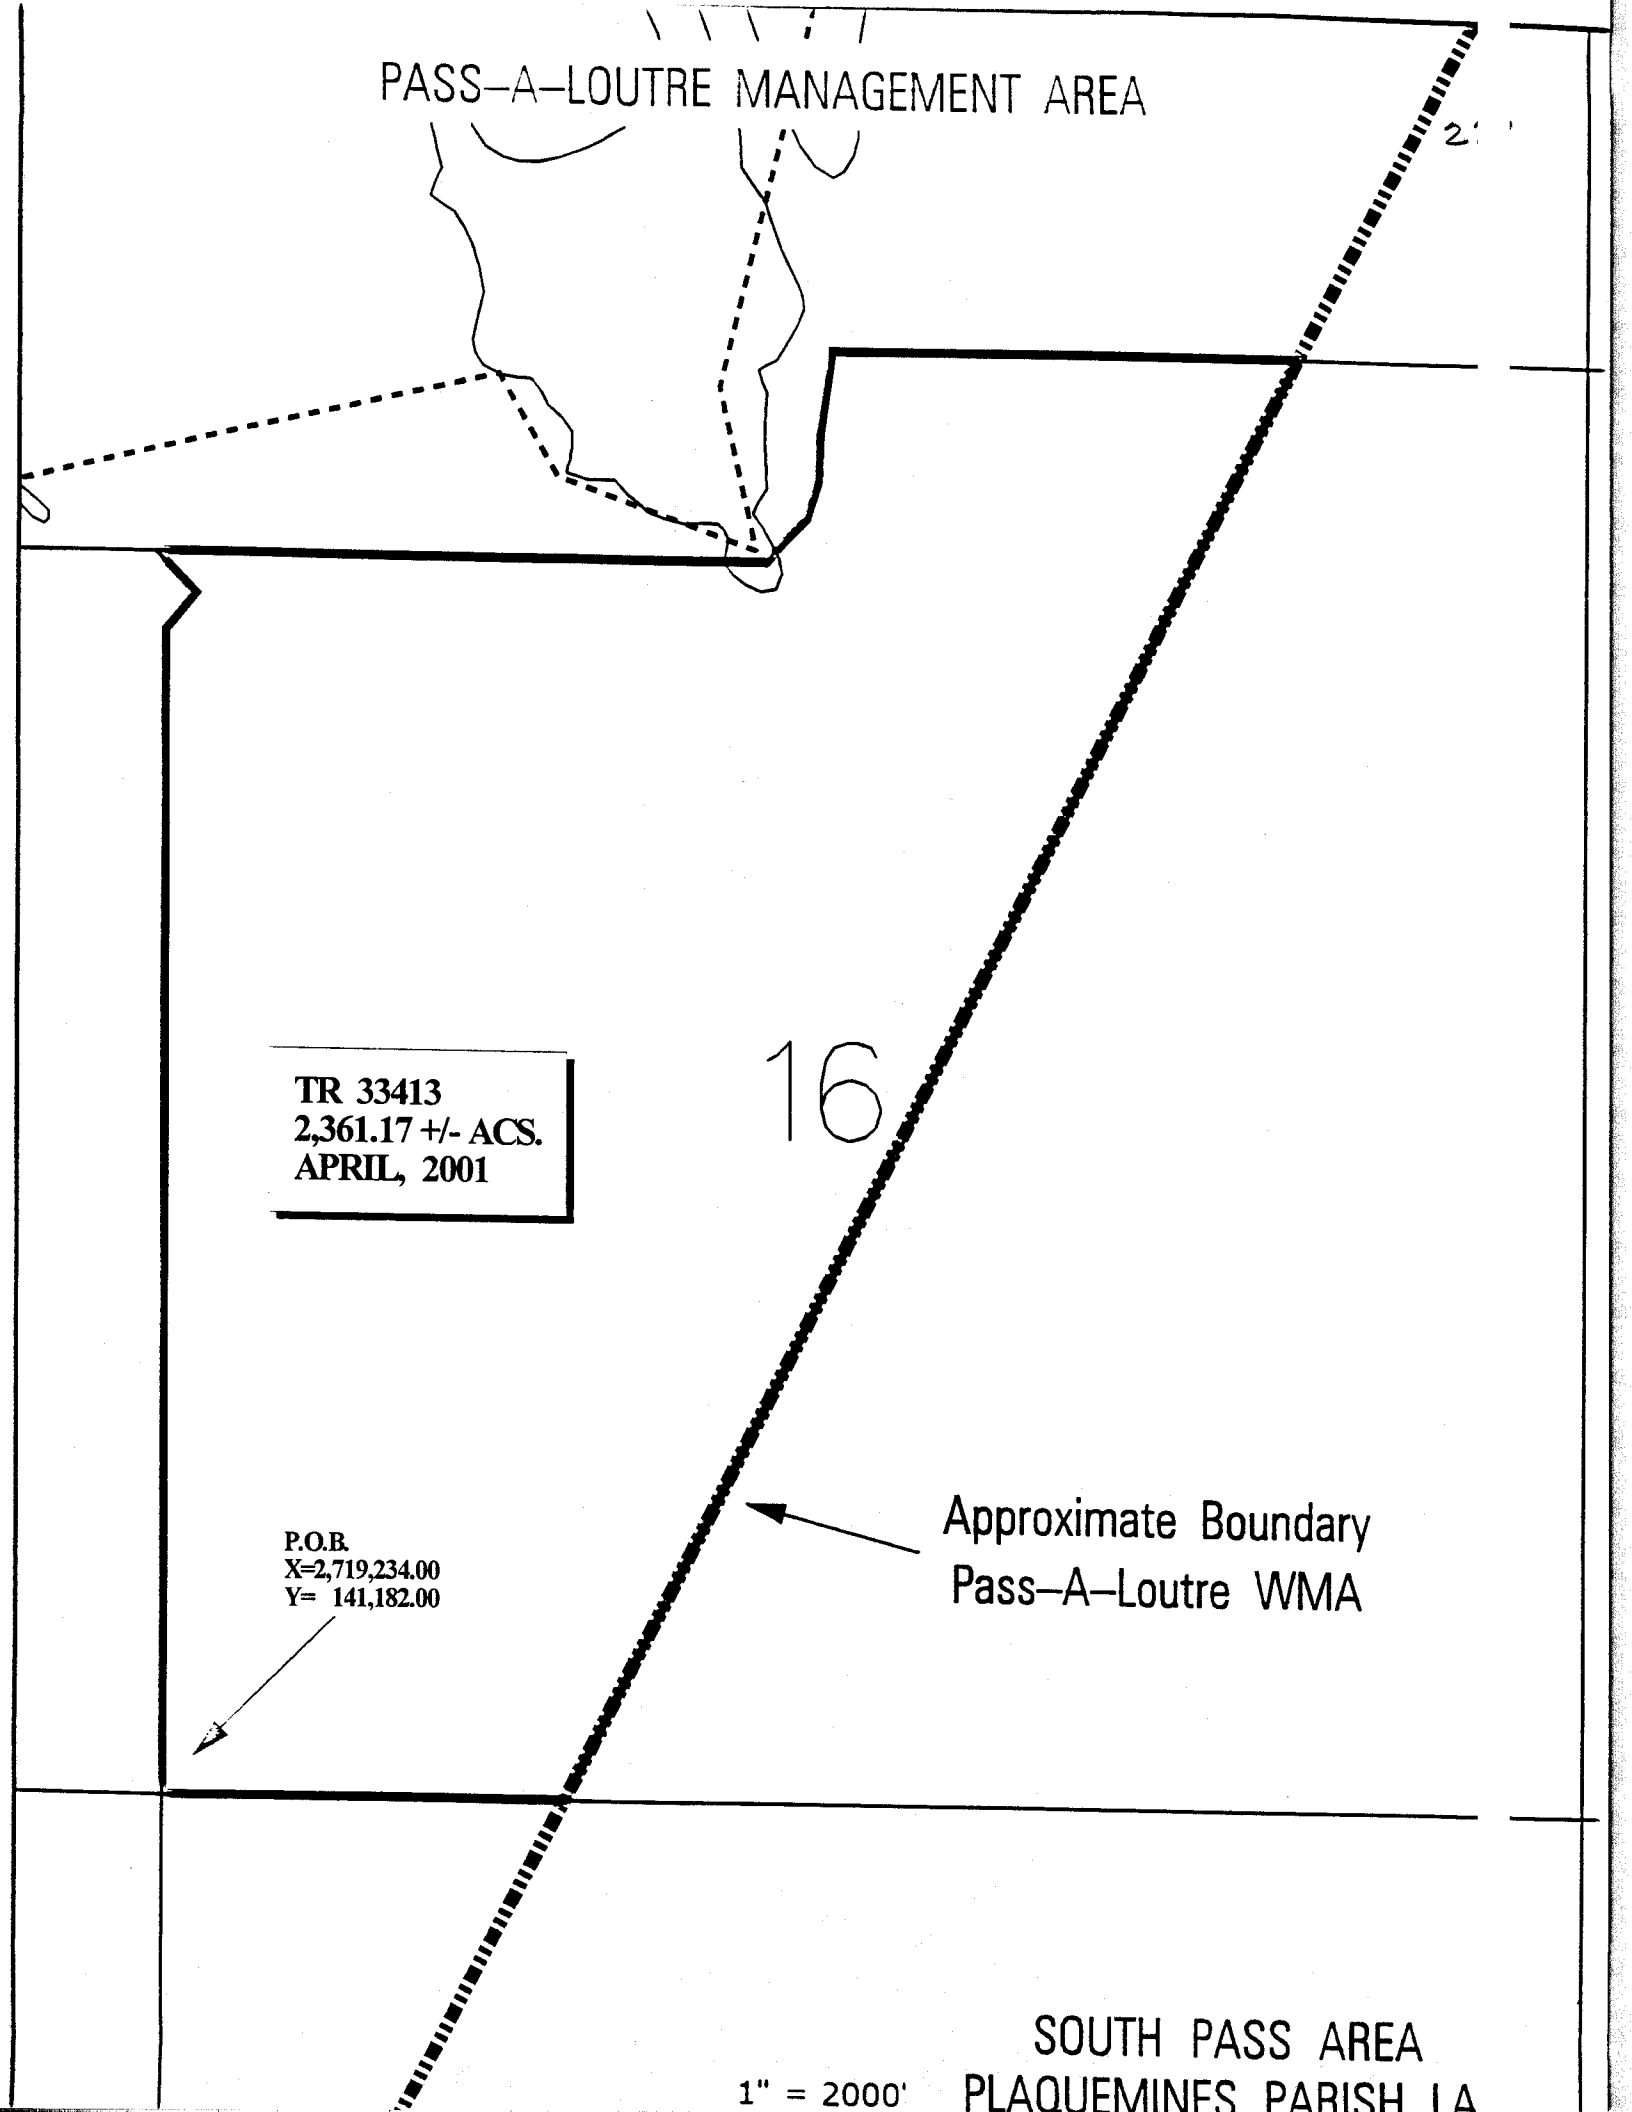 PASS–A–LOUTRE MANAGEMENT AREA
16
TR 33413
2,361.17 +/- ACS.
APRIL, 2001
P.O.B.
X=2,719,234.00
Y= 141,182.00
Approximate Boundary
Pass–A–Loutre WMA
SOUTH PASS AREA
1" = 2000'
PLAQUEMINES PARISH LA